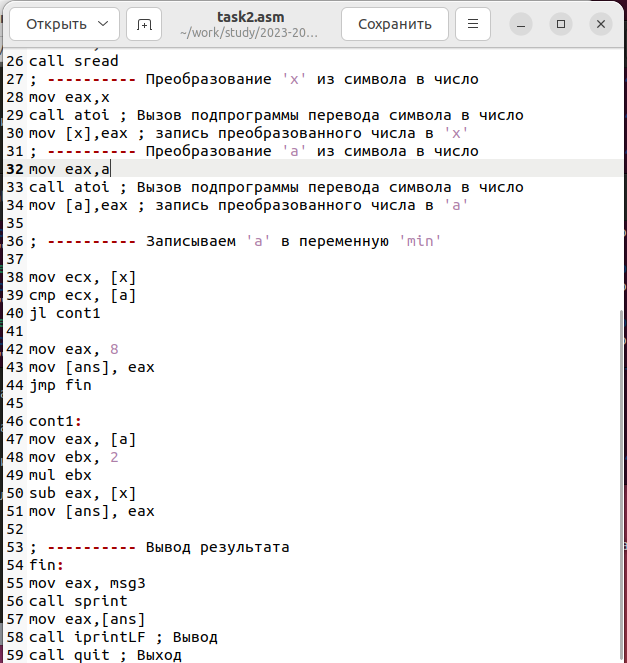 Открыть
task2.asm
~/work/study/2023-20...
Сохранить
26 call sread
27 ; ---------- Преобразование 'x' из символа в число
28 mov eax,x
29 call atoi ; Вызов подпрограммы перевода символа в число
30 mov [x],eax ; запись преобразованного числа в 'x'
31 ; ---------- Преобразование 'a' из символа в число
32 mov eax,a
33 call atoi ; Вызов подпрограммы перевода символа в число
34 mov [a],eax ; запись преобразованного числа в 'a'
35
36 ; ---------- Записываем 'a' в переменную 'min'
37
38 mov ecx, [x]
39 cmp ecx, [a]
40 jl cont1
41
42 mov eax, 8
43 mov [ans], eax
44 jmp fin
45
46 cont1:
47 mov eax, [a]
48 mov ebx, 2
49 mul ebx
50 sub eax, [x]
51 mov [ans], eax
52
53 ; ---------- Вывод результата
54 fin:
55 mov eax, msg3
56 call sprint
57 mov eax,[ans]
58 call iprintLF ; Вывод
59 call quit ; Выход